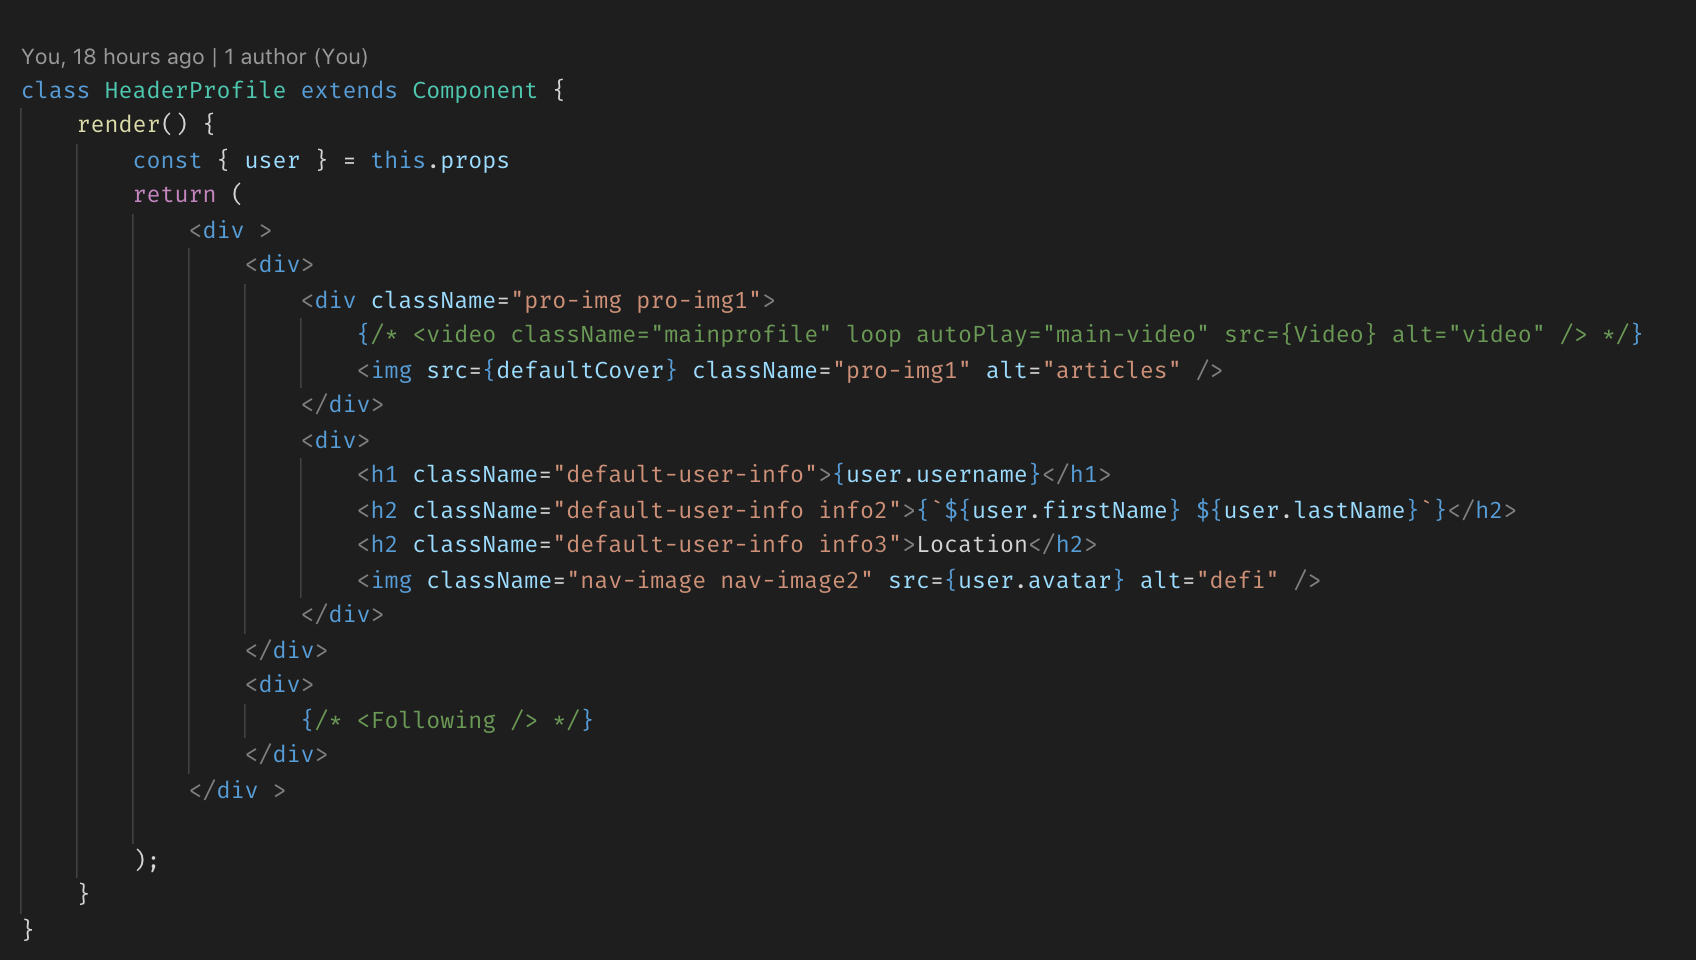 You, 18 hours ago | 1 author (You)
class HeaderProfile extends Component {
    render() {
        const { user } = this.props
        return (
            <div >
                <div>
                    <div className="pro-img pro-img1">
                        {/* <video className="mainprofile" loop autoPlay="main-video" src={Video} alt="video" /> */}
                        <img src={defaultCover} className="pro-img1" alt="articles" />
                    </div>
                    <div>
                        <h1 className="default-user-info">{user.username}</h1>
                        <h2 className="default-user-info info2">{`${user.firstName} ${user.lastName}`}</h2>
                        <h2 className="default-user-info info3">Location</h2>
                        <img className="nav-image nav-image2" src={user.avatar} alt="defi" />
                    </div>
                </div>
                <div>
                    {/* <Following /> */}
                </div>
            </div >
        );
    }
}